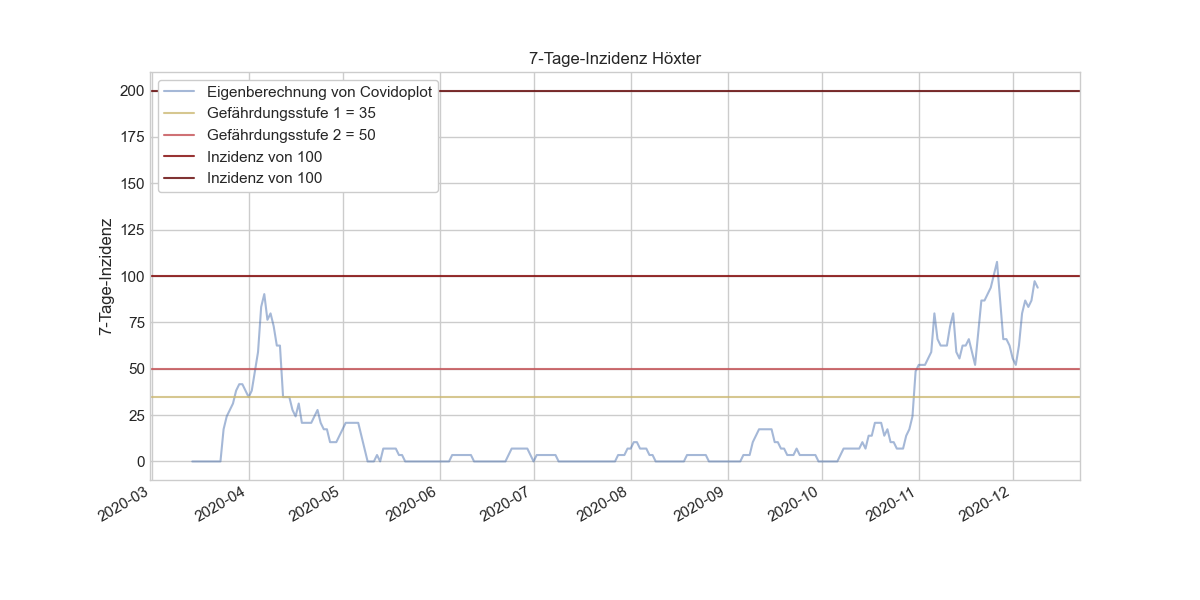 7-Tage-Inzidenz Höxter
Eigenberechnung von Covidoplot
Gefährdungsstufe 1 = 35
Gefährdungsstufe 2 = 50
Inzidenz von 100
Inzidenz von 100
7-Tage-Inzidenz
200
175
150
125
100
75
50
25
0
2020-03
2020-04
2020-05
2020-06
2020-07
2020-08
2020-09
2020-10
2020-11
2020-12